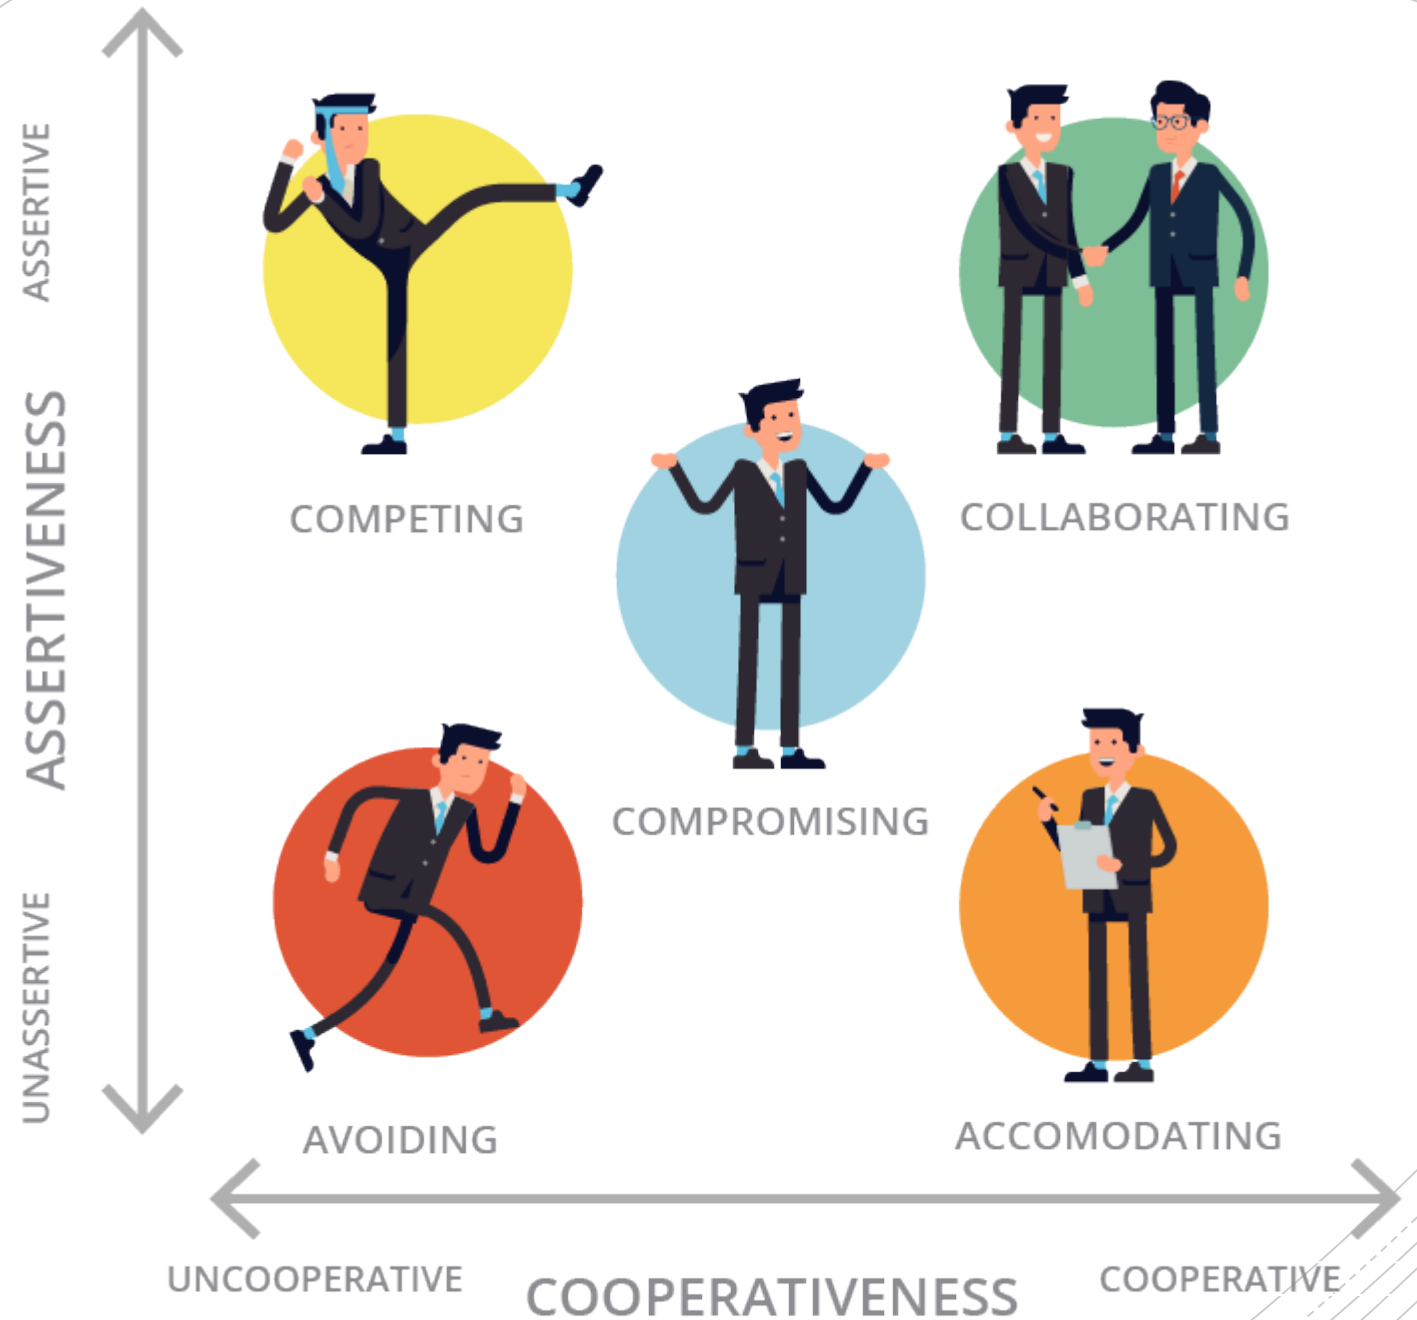 ASSERTIVE
ASSERTIVENESS
UNASSERTIVE
COMPETING
COLLABORATING
COMPROMISING
AVOIDING
ACCOMODATING
UNCOOPERATIVE
COOPERATIVENESS
COOPERATIVE